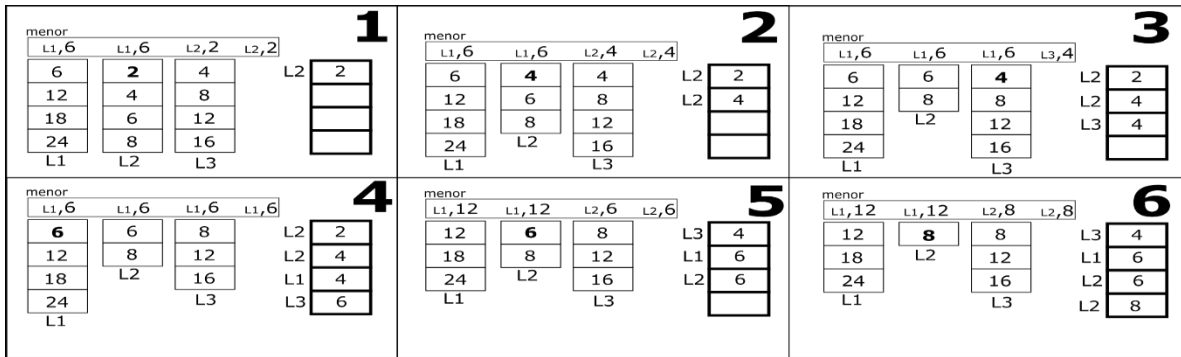 1
menor
L1,6 L1,6 L2,2 L2,2
6 2 4
12 4 8
18 6 12
24 8 16
L1 L2 L3
L2 2
2
menor
L1,6 L1,6 L2,4 L2,4
6 4 4
12 6 8
18 8 12
24 16
L1 L2 L3
L2 2
L2 4
3
menor
L1,6 L1,6 L1,6 L3,4
6 6 4
12 8 8
18 12
24 16
L1 L2 L3
L2 2
L2 4
L3 4
4
menor
L1,6 L1,6 L1,6 L1,6
6 6 8
12 8 12
18 16
24
L1 L2 L3
L2 2
L2 4
L1 4
L3 6
5
menor
L1,12 L1,12 L2,6 L2,6
12 6 8
18 8 12
24 16
L1 L2 L3
L3 4
L1 6
L2 6
6
menor
L1,12 L1,12 L2,8 L2,8
12 8 8
18 12
24 16
L1 L2 L3
L3 4
L1 6
L2 6
L2 8